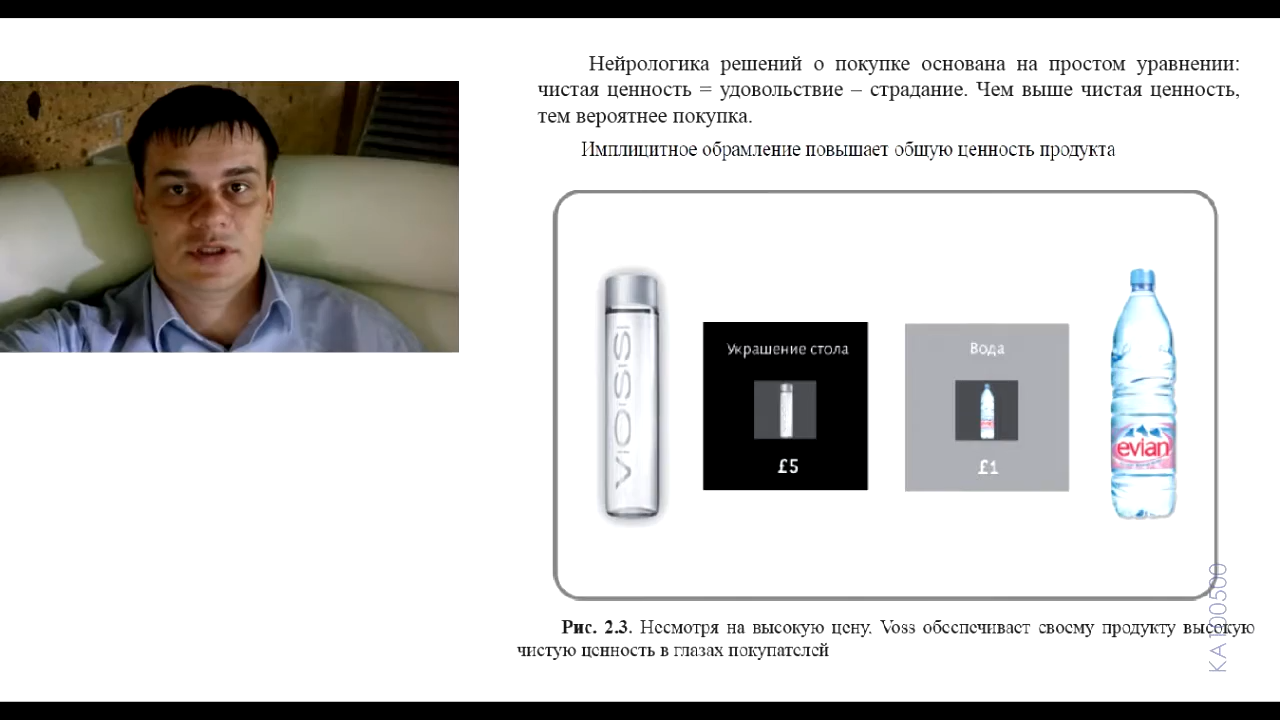 Нейрологика решений о покупке основана на простом уравнении:
чистая ценность = удовольствие – страдание. Чем выше чистая ценность,
тем вероятнее покупка.
Имплицитное обрамление повышает общую ценность продукта
VOSS
Украшение стола
£5
Вода
£1
evian
Рис. 2.3. Несмотря на высокую цену, Voss обеспечивает своему продукту высокую
чистую ценность в глазах покупателей
KA100500